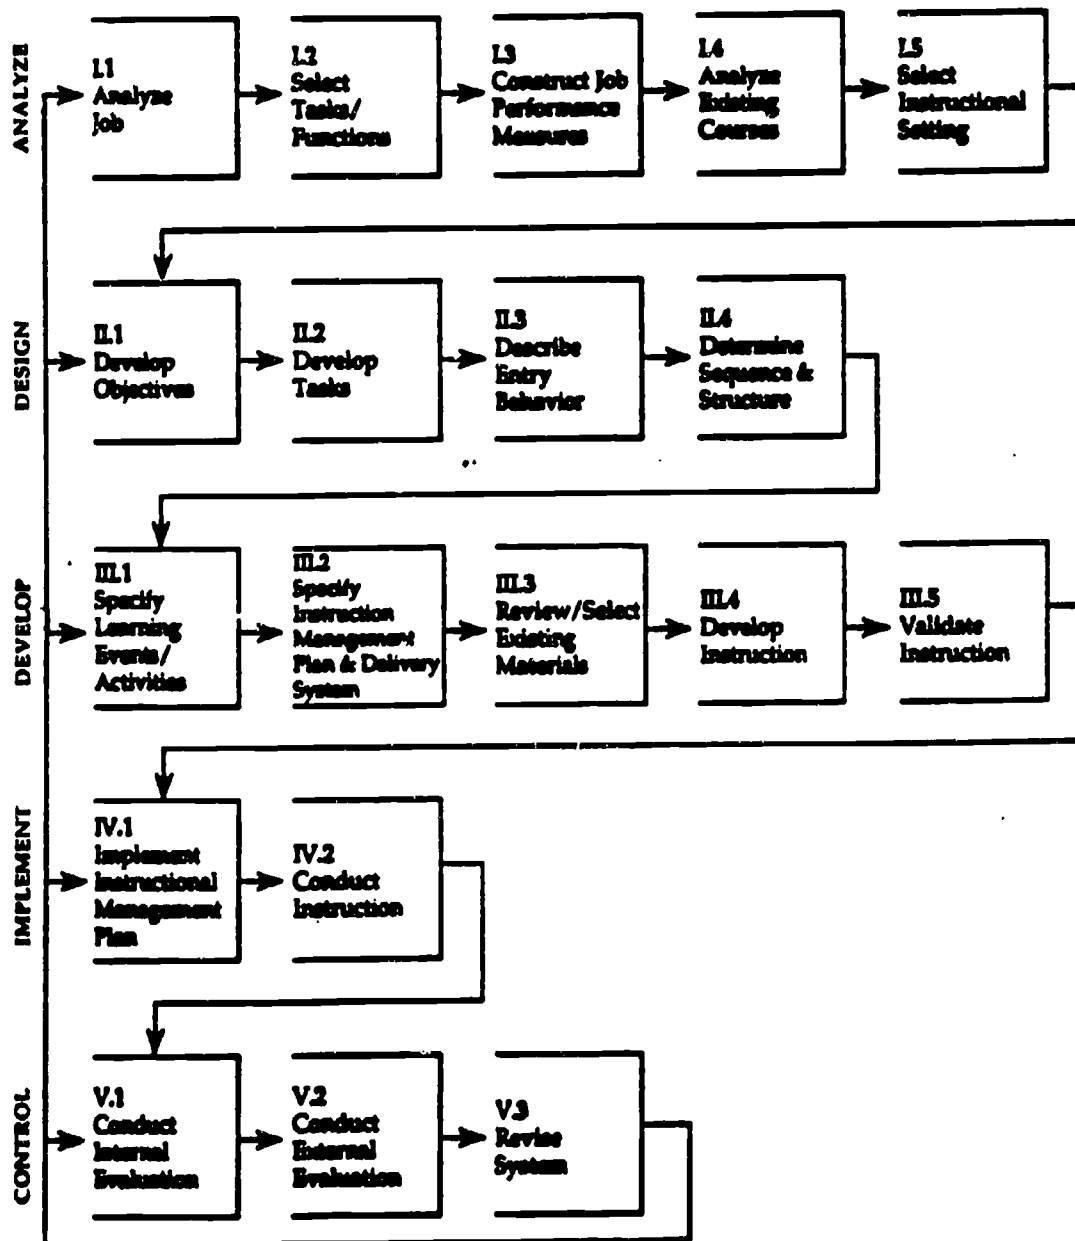 ANALYZE
I.1
Analyze
Job
I.2
Select
Tasks/
Functions
I.3
Construct Job
Performance
Measures
I.4
Analyze
Existing
Courses
I.5
Select
Instructional
Setting
DESIGN
II.1
Develop
Objectives
II.2
Develop
Tasks
II.3
Describe
Entry
Behavior
II.4
Determine
Sequence &
Structure
DEVELOP
III.1
Specify
Learning
Events/
Activities
III.2
Specify
Instruction
Management
Plan & Delivery
System
III.3
Review/Select
Existing
Materials
III.4
Develop
Instruction
III.5
Validate
Instruction
IMPLEMENT
IV.1
Implement
Instructional
Management
Plan
IV.2
Conduct
Instruction
CONTROL
V.1
Conduct
Internal
Evaluation
V.2
Conduct
External
Evaluation
V.3
Revise
System